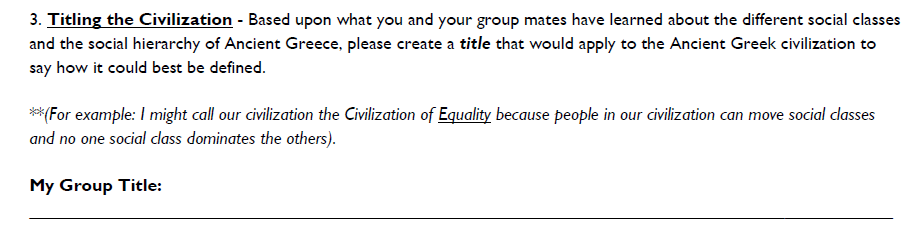 3. Titling the Civilization - Based upon what you and your group mates have learned about the different social classes
and the social hierarchy of Ancient Greece, please create a title that would apply to the Ancient Greek civilization to
say how it could best be defined.
**(For example: I might call our civilization the Civilization of Equality because people in our civilization can move social classes
and no one social class dominates the others).
My Group Title: